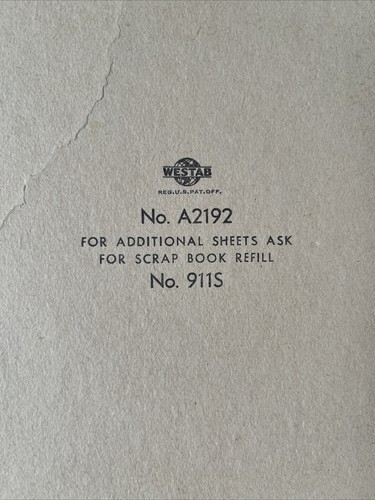 WESTAB
REG.U.S.PAT.OFF.
No. A2192
FOR ADDITIONAL SHEETS ASK
FOR SCRAP BOOK REFILL
No. 911S